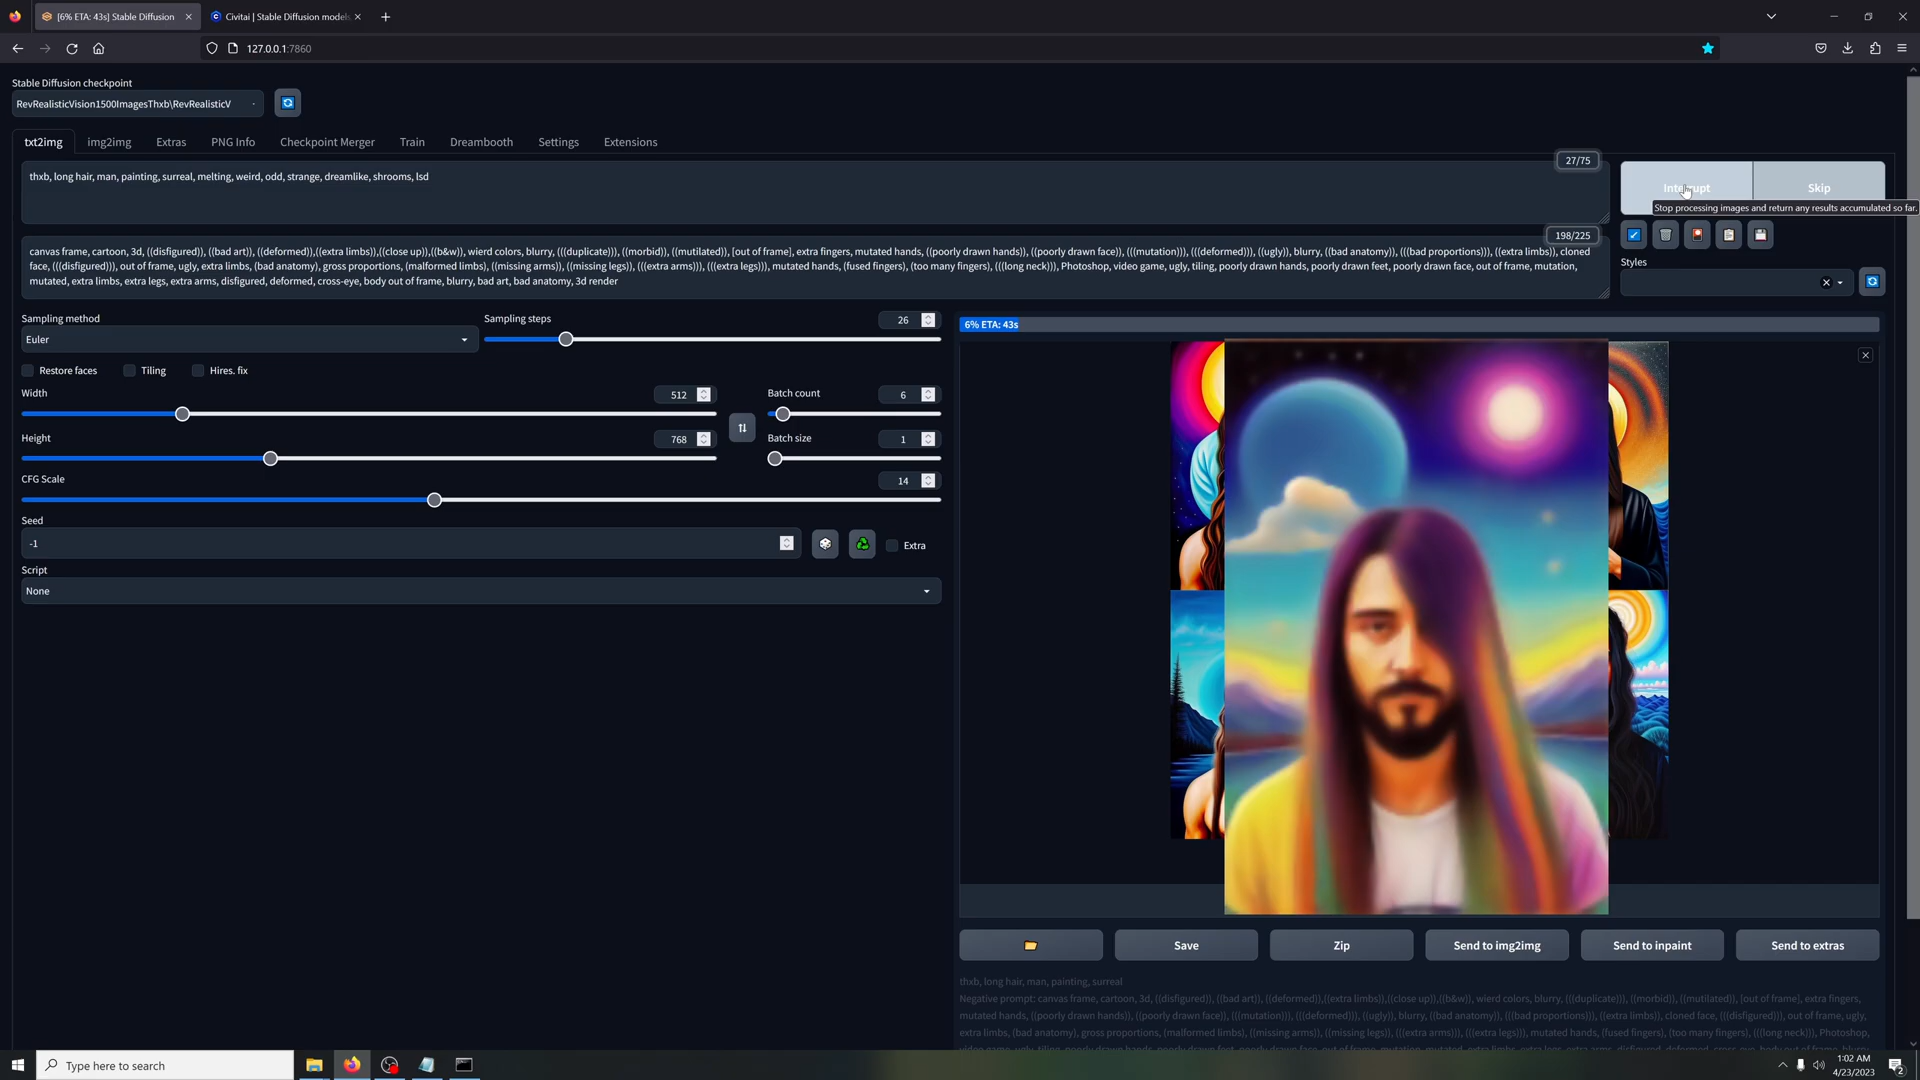 [6% ETA: 43s] Stable Diffusion
Civitai | Stable Diffusion models
127.0.0.1:7860
Stable Diffusion checkpoint
RevRealisticVision1500ImagesThxb\RevRealisticV
txt2img
img2img
Extras
PNG Info
Checkpoint Merger
Train
Dreambooth
Settings
Extensions
27/75
thxb, long hair, man, painting, surreal, melting, weird, odd, strange, dreamlike, shrooms, lsd
Interrupt
Skip
Stop processing images and return any results accumulated so far.
198/225
canvas frame, cartoon, 3d, ((disfigured)), ((bad art)), ((deformed)),((extra limbs)),((close up)),((b&w)), wierd colors, blurry, (((duplicate))), ((morbid)), ((mutilated)), [out of frame], extra fingers, mutated hands, ((poorly drawn hands)), ((poorly drawn face)), (((mutation))), (((deformed))), ((ugly)), blurry, ((bad anatomy)), (((bad proportions))), ((extra limbs)), cloned
face, (((disfigured))), out of frame, ugly, extra limbs, (bad anatomy), gross proportions, (malformed limbs), ((missing arms)), ((missing legs)), (((extra arms))), (((extra legs))), mutated hands, (fused fingers), (too many fingers), (((long neck))), Photoshop, video game, ugly, tiling, poorly drawn hands, poorly drawn feet, poorly drawn face, out of frame, mutation,
mutated, extra limbs, extra legs, extra arms, disfigured, deformed, cross-eye, body out of frame, blurry, bad art, bad anatomy, 3d render
Styles
Sampling method
Euler
Sampling steps
26
6% ETA: 43s
Restore faces
Tiling
Hires. fix
Width
512
Batch count
6
Height
768
Batch size
1
CFG Scale
14
Seed
-1
Extra
Script
None
Save
Zip
Send to img2img
Send to inpaint
Send to extras
thxb, long hair, man, painting, surreal
Negative prompt: canvas frame, cartoon, 3d, ((disfigured)), ((bad art)), ((deformed)),((extra limbs)),((close up)),((b&w)), wierd colors, blurry, (((duplicate))), ((morbid)), ((mutilated)), [out of frame], extra fingers,
mutated hands, ((poorly drawn hands)), ((poorly drawn face)), (((mutation))), (((deformed))), ((ugly)), blurry, ((bad anatomy)), (((bad proportions))), ((extra limbs)), cloned face, (((disfigured))), out of frame, ugly,
extra limbs, (bad anatomy), gross proportions, (malformed limbs), ((missing arms)), ((missing legs)), (((extra arms))), (((extra legs))), mutated hands, (fused fingers), (too many fingers), (((long neck))), Photoshop,
Type here to search
1:02 AM
4/23/2023
2